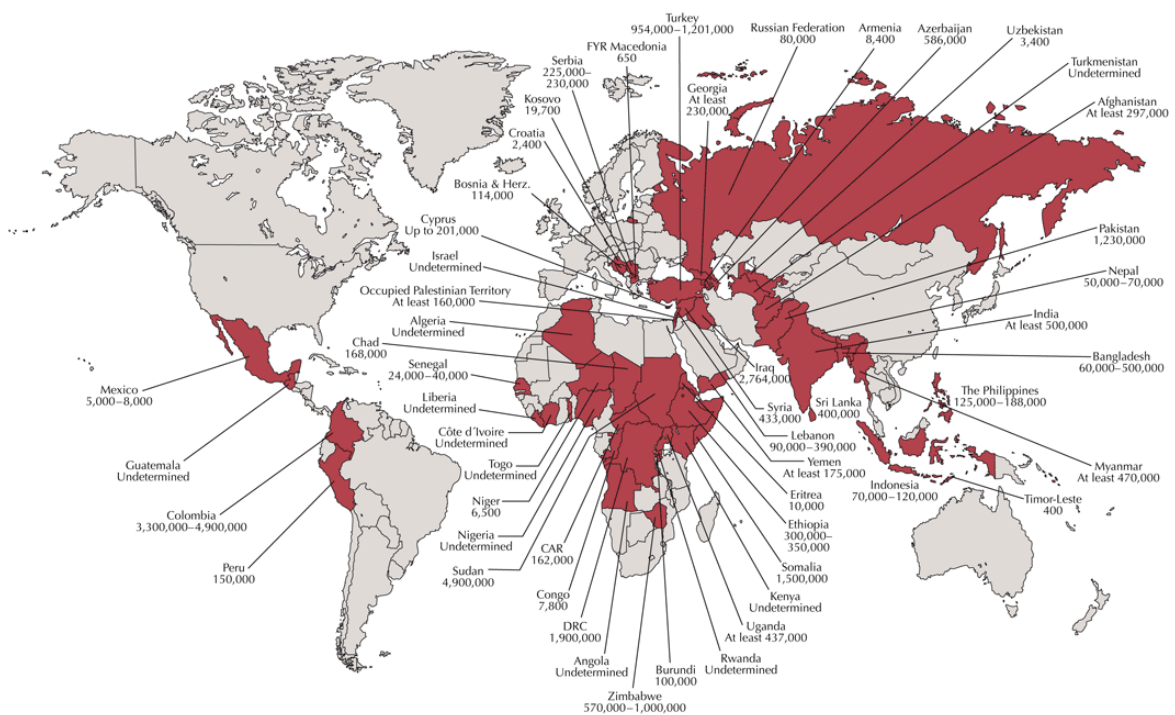 Turkey
954,000–1,201,000
Russian Federation
80,000
Armenia
8,400
Azerbaijan
586,000
Uzbekistan
3,400
FYR Macedonia
650
Serbia
225,000–
230,000
Turkmenistan
Undetermined
Georgia
At least
230,000
Kosovo
19,700
Afghanistan
At least 297,000
Croatia
2,400
Bosnia & Herz.
114,000
Cyprus
Up to 201,000
Pakistan
1,230,000
Israel
Undetermined
Nepal
50,000–70,000
Occupied Palestinian Territory
At least 160,000
India
At least 500,000
Algeria
Undetermined
Chad
168,000
Bangladesh
60,000–500,000
Senegal
24,000–40,000
Iraq
2,764,000
Mexico
5,000–8,000
The Philippines
125,000–188,000
Liberia
Undetermined
Syria
433,000
Sri Lanka
400,000
Côte d´Ivoire
Undetermined
Lebanon
90,000–390,000
Togo
Undetermined
Yemen
At least 175,000
Myanmar
At least 470,000
Guatemala
Undetermined
Indonesia
70,000–120,000
Timor-Leste
400
Niger
6,500
Eritrea
10,000
Colombia
3,300,000–4,900,000
Nigeria
Undetermined
Ethiopia
300,000–
350,000
CAR
162,000
Sudan
4,900,000
Somalia
1,500,000
Peru
150,000
Congo
7,800
Kenya
Undetermined
DRC
1,900,000
Uganda
At least 437,000
Angola
Undetermined
Rwanda
Undetermined
Burundi
100,000
Zimbabwe
570,000–1,000,000